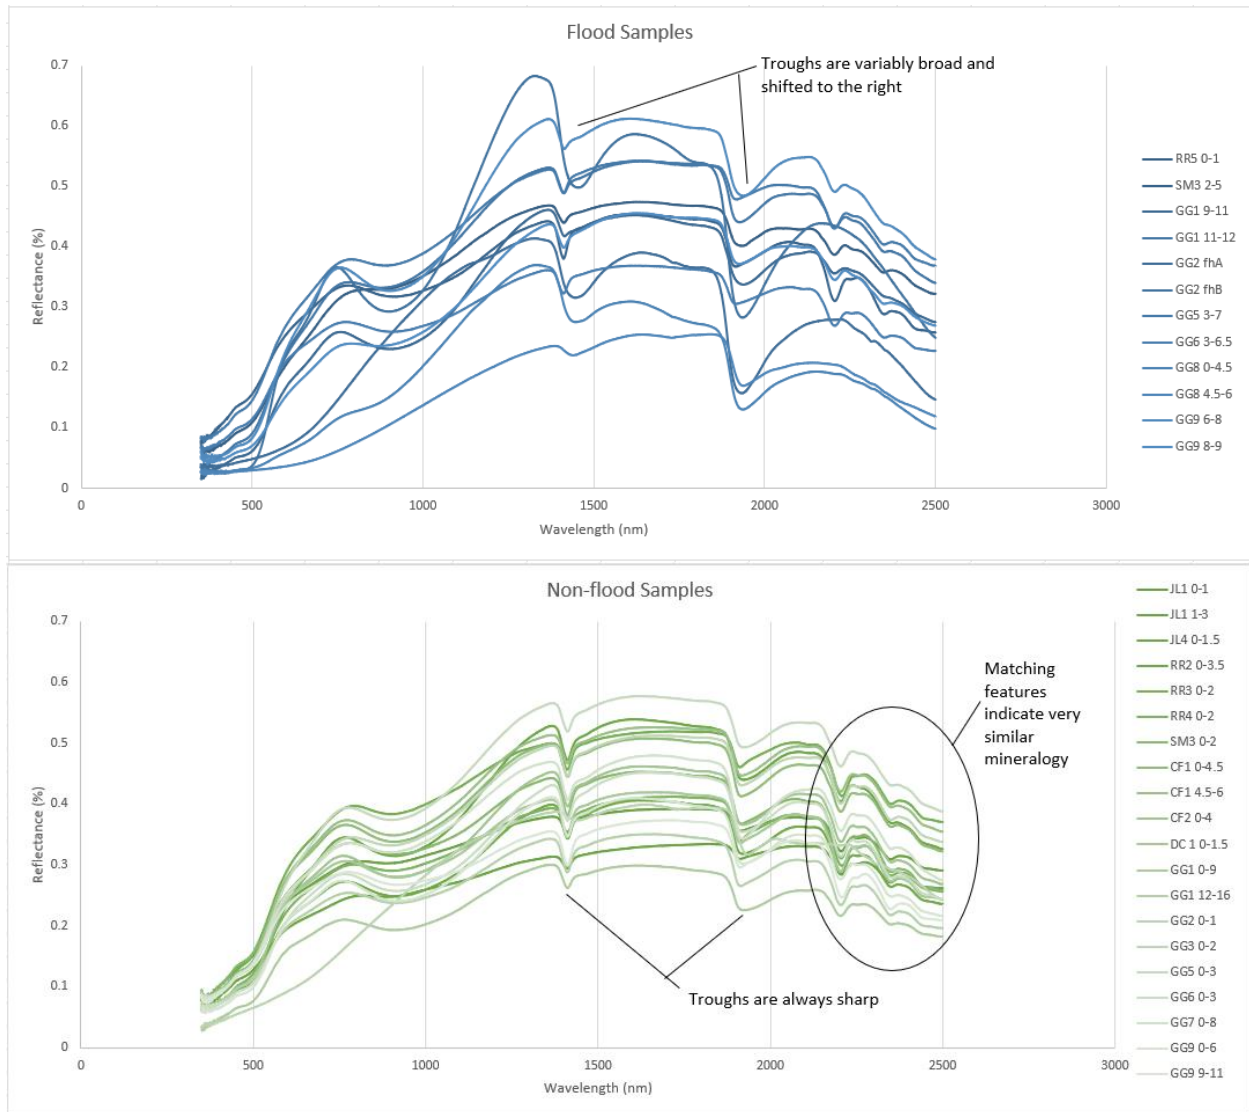 Flood Samples
Troughs are variably broad and
shifted to the right
0.7
0.6
0.5
0.4
0.3
0.2
0.1
0
Reflectance (%)
0
500
1000
1500
2000
2500
3000
Wavelength (nm)
RR5 0-1
SM3 2-5
GG1 9-11
GG1 11-12
GG2 fhA
GG2 fhB
GG5 3-7
GG6 3-6.5
GG8 0-4.5
GG8 4.5-6
GG9 6-8
GG9 8-9
Non-flood Samples
0.7
0.6
0.5
0.4
0.3
0.2
0.1
0
Reflectance (%)
0
500
1000
1500
2000
2500
3000
Wavelength (nm)
Matching
features
indicate very
similar
mineralogy
Troughs are always sharp
JL1 0-1
JL1 1-3
JL4 0-1.5
RR2 0-3.5
RR3 0-2
RR4 0-2
SM3 0-2
CF1 0-4.5
CF1 4.5-6
CF2 0-4
DC 1 0-1.5
GG1 0-9
GG1 12-16
GG2 0-1
GG3 0-2
GG5 0-3
GG6 0-3
GG7 0-8
GG9 0-6
GG9 9-11